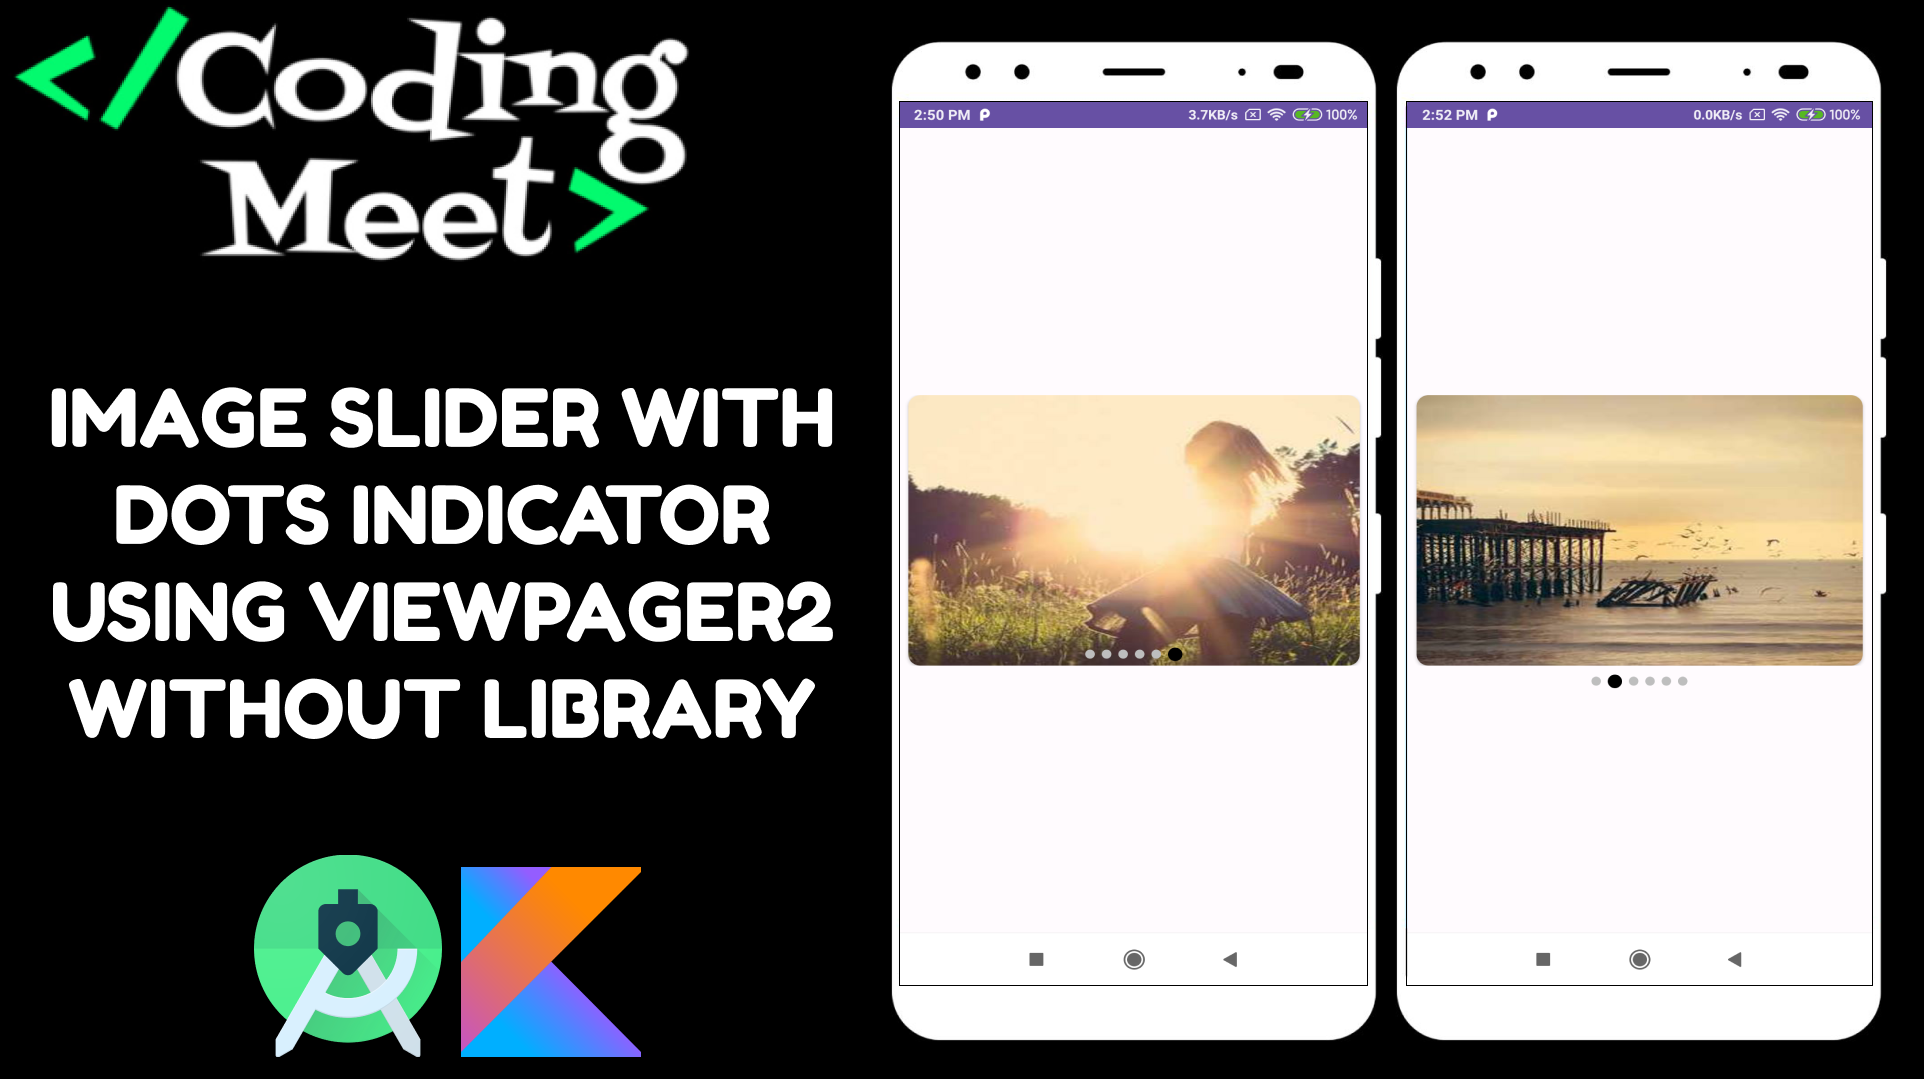 </Coding
Meet>
IMAGE SLIDER WITH
DOTS INDICATOR
USING VIEWPAGER2
WITHOUT LIBRARY
2:50 PM 3.7KB/s 100%
2:52 PM 0.0KB/s 100%